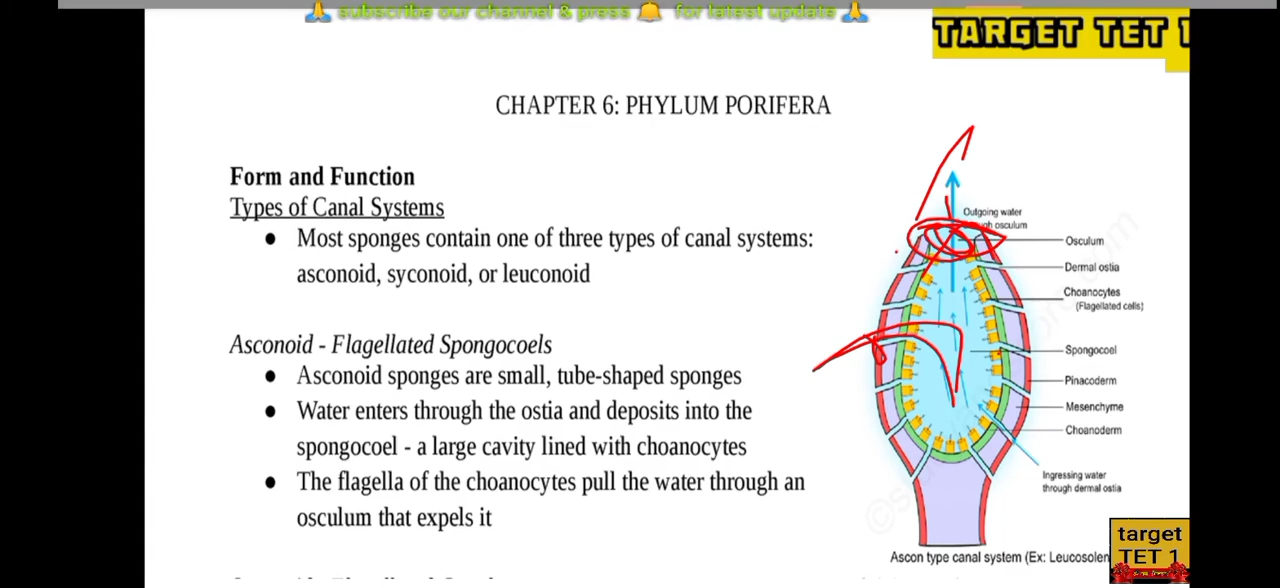 🙏 subscribe our channel & press 🔔 for latest update 🙏
TARGET TET 1
CHAPTER 6: PHYLUM PORIFERA
Form and Function
Types of Canal Systems
● Most sponges contain one of three types of canal systems:
asconoid, syconoid, or leuconoid
Asconoid - Flagellated Spongocoels
● Asconoid sponges are small, tube-shaped sponges
● Water enters through the ostia and deposits into the
spongocoel - a large cavity lined with choanocytes
● The flagella of the choanocytes pull the water through an
osculum that expels it
Outgoing water
osculum
Osculum
Dermal ostia
Choanocytes
(Flagellated cells)
Spongocoel
Pinacoderm
Mesenchyme
Choanoderm
Ingressing water
through dermal ostia
Ascon type canal system (Ex: Leucosolen
target
TET 1